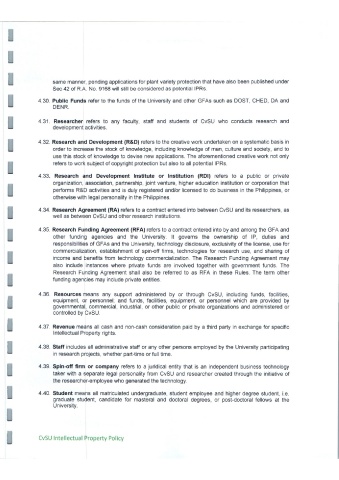 same manner, pending applications for plant variety protection that have also been published under
Sec 42 of R.A. No. 9168 will still be considered as potential IPRs.
4.30. Public Funds refer to the funds of the University and other GFAs such as DOST, CHED, DA and
DENR.
4.31. Researcher refers to any faculty, staff and students of CvSU who conducts research and
development activities.
4.32. Research and Development (R&D) refers to the creative work undertaken on a systematic basis in
order to increase the stock of knowledge, including knowledge of man, culture and society, and to
use this stock of knowledge to devise new applications. The aforementioned creative work not only
refers to work subject of copyright protection but also to all potential IPRs.
4.33. Research and Development Institute or Institution (RDI) refers to a public or private
organization, association, partnership, joint venture, higher education institution or corporation that
performs R&D activities and is duly registered and/or licensed to do business in the Philippines, or
otherwise with legal personality in the Philippines.
4.34. Research Agreement (RA) refers to a contract entered into between CvSU and its researchers, as
well as between CvSU and other research institutions.
4.35. Research Funding Agreement (RFA) refers to a contract entered into by and among the GFA and
other funding agencies and the University. It governs the ownership of IP, duties and
responsibilities of GFAs and the University, technology disclosure, exclusivity of the license, use for
commercialization, establishment of spin-off firms, technologies for research use, and sharing of
income and benefits from technology commercialization. The Research Funding Agreement may
also include instances where private funds are involved together with government funds. The
Research Funding Agreement shall also be referred to as RFA in these Rules. The term other
funding agencies may include private entities.
4.36. Resources means any support administered by or through CvSU, including funds, facilities,
equipment, or personnel, and funds, facilities, equipment, or personnel which are provided by
governmental, commercial, industrial, or other public or private organizations and administered or
controlled by CvSU.
4.37. Revenue means all cash and non-cash consideration paid by a third party in exchange for specific
Intellectual Property rights.
4.38. Staff includes all administrative staff or any other persons employed by the University participating
in research projects, whether part-time or full time.
4.39. Spin-off firm or company refers to a juridical entity that is an independent business technology
taker with a separate legal personality from CvSU and researcher created through the initiative of
the researcher-employee who generated the technology.
4.40. Student means all matriculated undergraduate, student employee and higher degree student, i.e.
graduate student, candidate for masteral and doctoral degrees, or post-doctoral fellows at the
University.
CvSU Intellectual Property Policy